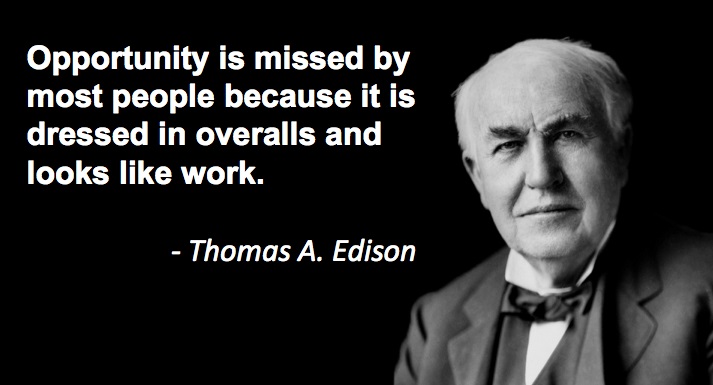 Opportunity is missed by
most people because it is
dressed in overalls and
looks like work.
- Thomas A. Edison